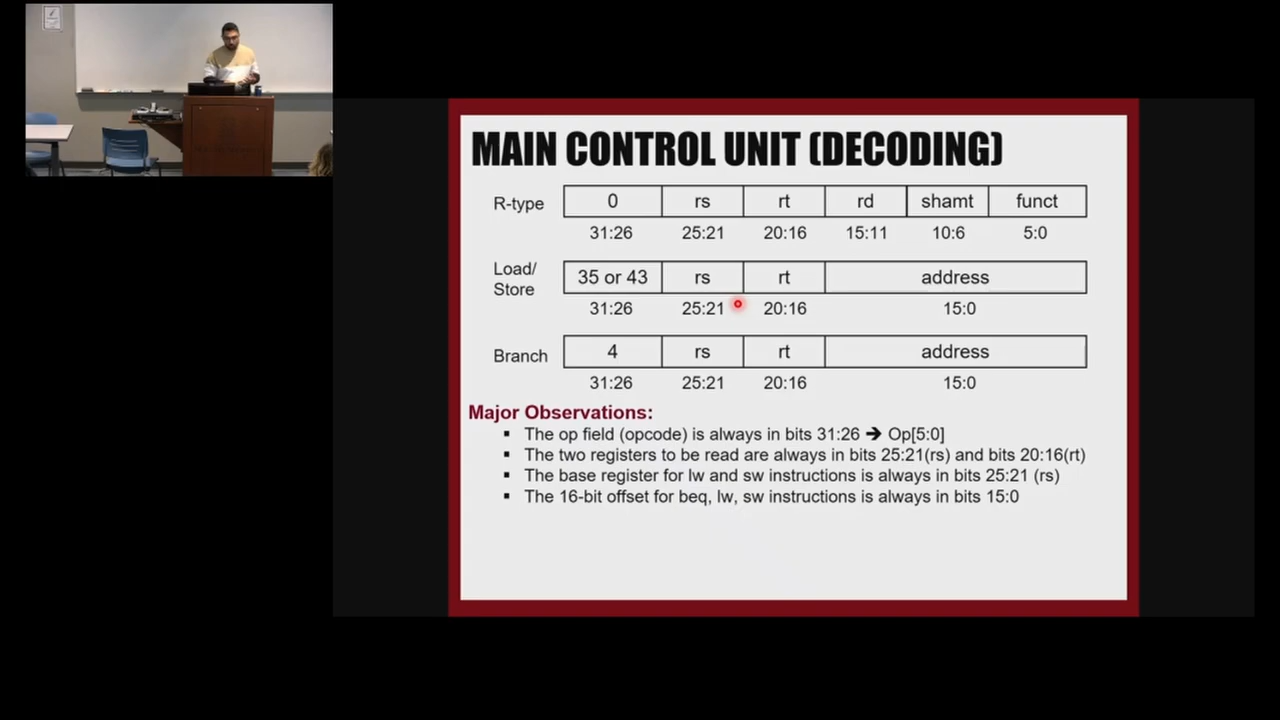 MAIN CONTROL UNIT (DECODING)
R-type 0 rs rt rd shamt funct
31:26 25:21 20:16 15:11 10:6 5:0
Load/
Store
35 or 43 rs rt address
31:26 25:21 20:16 15:0
Branch 4 rs rt address
31:26 25:21 20:16 15:0
Major Observations:
▪ The op field (opcode) is always in bits 31:26 ➔ Op[5:0]
▪ The two registers to be read are always in bits 25:21(rs) and bits 20:16(rt)
▪ The base register for lw and sw instructions is always in bits 25:21 (rs)
▪ The 16-bit offset for beq, lw, sw instructions is always in bits 15:0